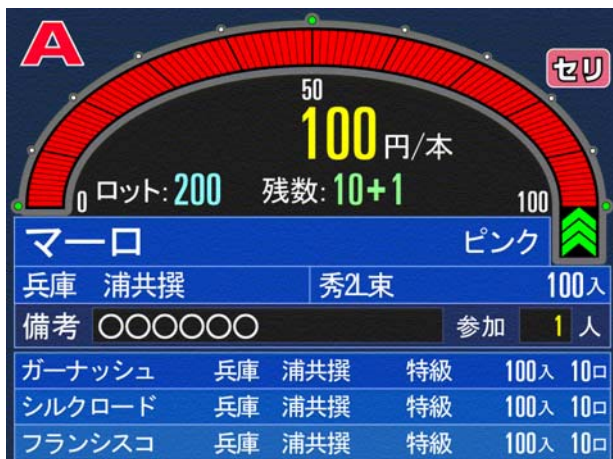 A
セリ
50
100円/本
0 ロット:200 残数:10+1 100
マーロ ピンク
兵庫 浦共撰 秀2L束 100入
備考 〇〇〇〇〇〇 参加 1 人
ガーナッシュ 兵庫 浦共撰 特級 100入 10口
シルクロード 兵庫 浦共撰 特級 100入 10口
フランシスコ 兵庫 浦共撰 特級 100入 10口